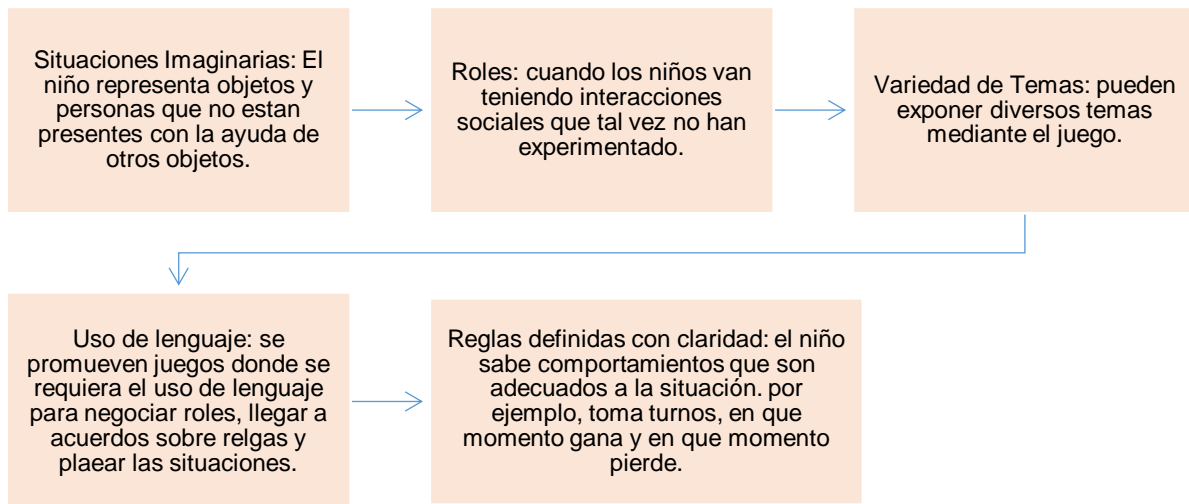 Situaciones Imaginarias: El
niño representa objetos y
personas que no estan
presentes con la ayuda de
otros objetos.
Roles: cuando los niños van
teniendo interacciones
sociales que tal vez no han
experimentado.
Variedad de Temas: pueden
exponer diversos temas
mediante el juego.
Uso de lenguaje: se
promueven juegos donde se
requiera el uso de lenguaje
para negociar roles, llegar a
acuerdos sobre relgas y
plaear las situaciones.
Reglas definidas con claridad: el niño
sabe comportamientos que son
adecuados a la situación. por
ejemplo, toma turnos, en que
momento gana y en que momento
pierde.